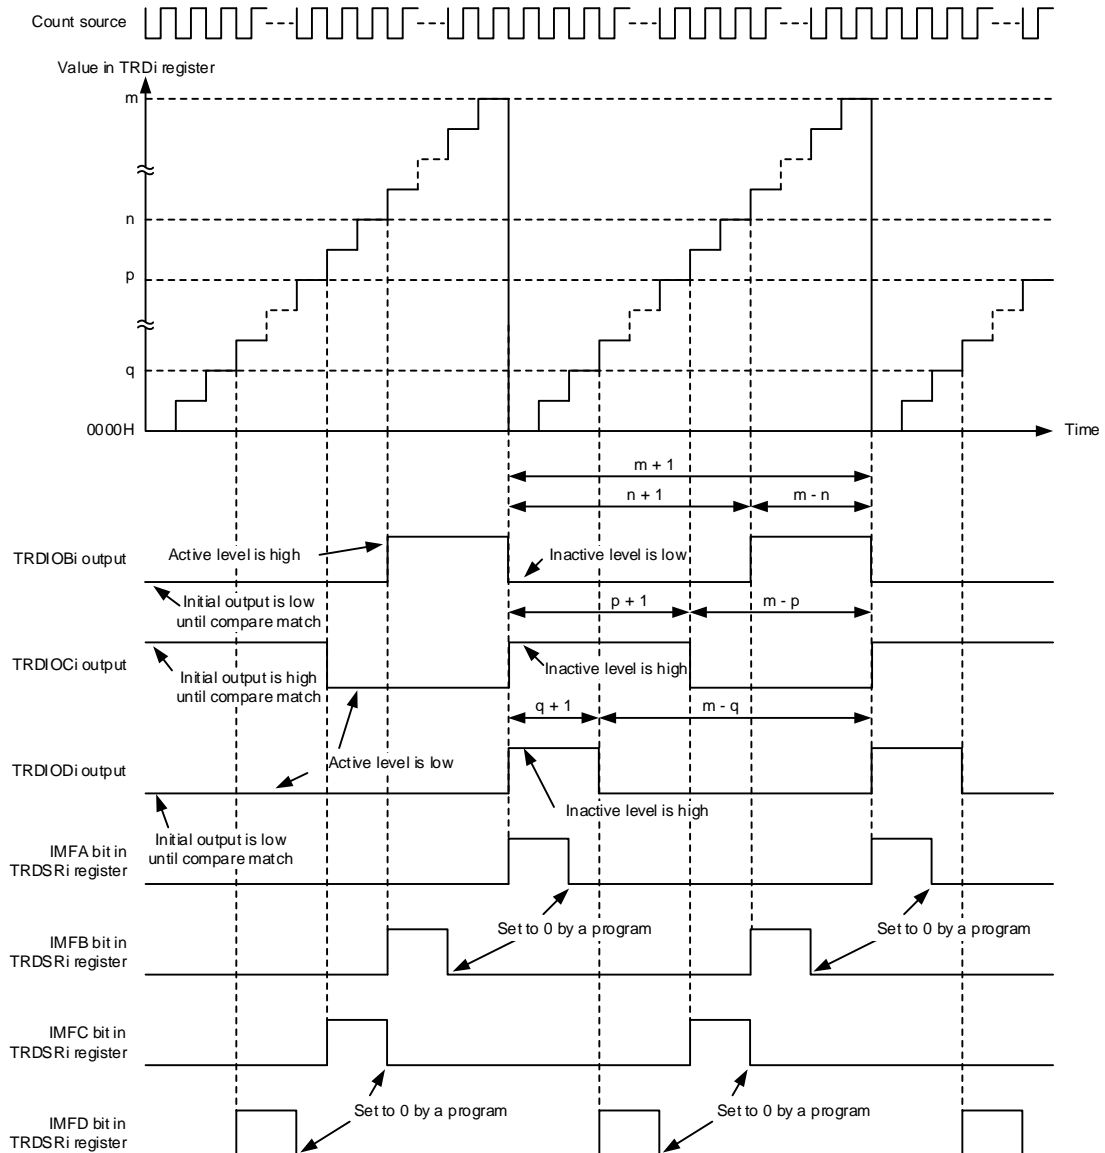 Count source
Value in TRDi register
m
n
p
q
0000H
Time
m + 1
n + 1
m - n
TRDIOBi output
Active level is high
Inactive level is low
Initial output is low
until compare match
p + 1
m - p
TRDIOCi output
Initial output is high
until compare match
Inactive level is high
q + 1
m - q
TRDIODi output
Active level is low
Inactive level is high
Initial output is low
until compare match
IMFA bit in
TRDSRi register
Set to 0 by a program
Set to 0 by a program
IMFB bit in
TRDSRi register
IMFC bit in
TRDSRi register
Set to 0 by a program
Set to 0 by a program
IMFD bit in
TRDSRi register